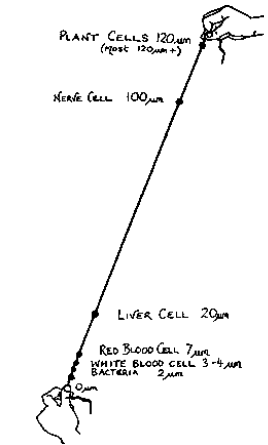 PLANT CELLS 120µm
(MOST 120µm+)
NERVE CELL 100µm
LIVER CELL 20µm
RED BLOOD CELL 7µm
WHITE BLOOD CELL 3-4µm
BACTERIA 2µm
0µm